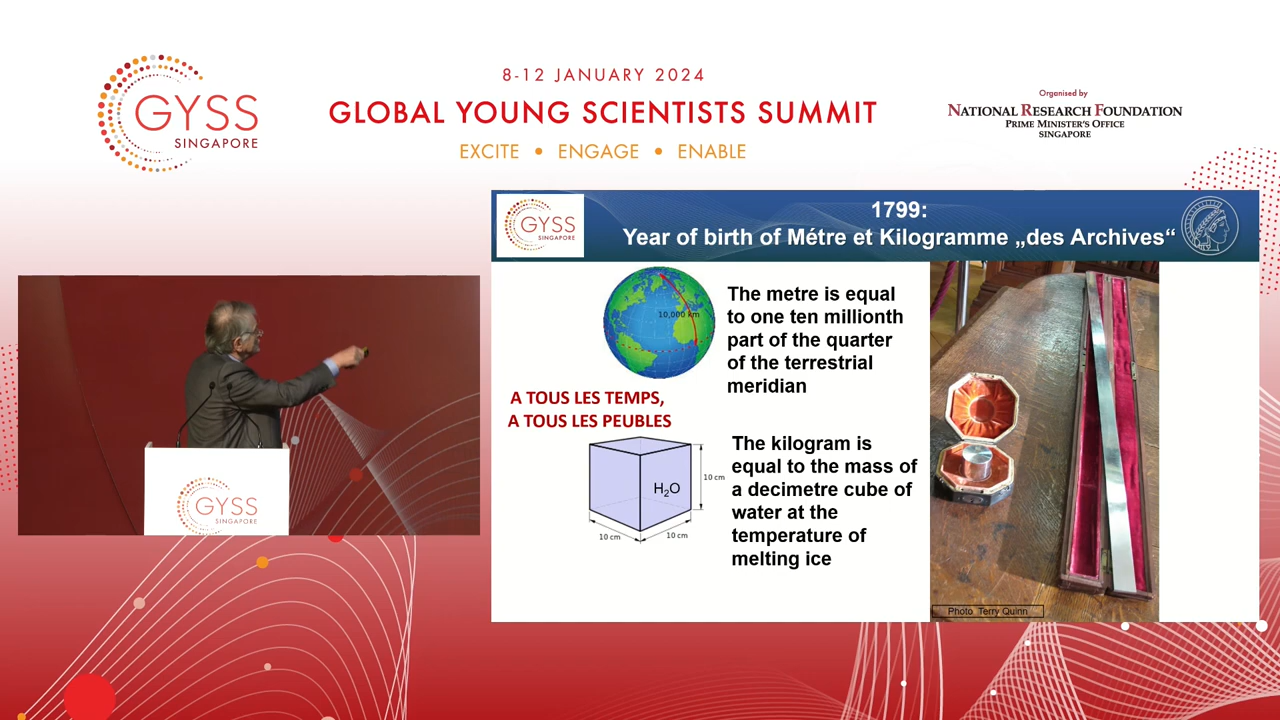 GYSS
SINGAPORE
8-12 JANUARY 2024
GLOBAL YOUNG SCIENTISTS SUMMIT
EXCITE • ENGAGE • ENABLE
Organised by
NATIONAL RESEARCH FOUNDATION
PRIME MINISTER'S OFFICE
SINGAPORE
GYSS
SINGAPORE
1799:
Year of birth of Métre et Kilogramme „des Archives“
10,000 km
The metre is equal
to one ten millionth
part of the quarter
of the terrestrial
meridian
A TOUS LES TEMPS,
A TOUS LES PEUBLES
H₂O
10 cm
10 cm
10 cm
The kilogram is
equal to the mass of
a decimetre cube of
water at the
temperature of
melting ice
Photo Terry Quinn
GYSS
SINGAPORE